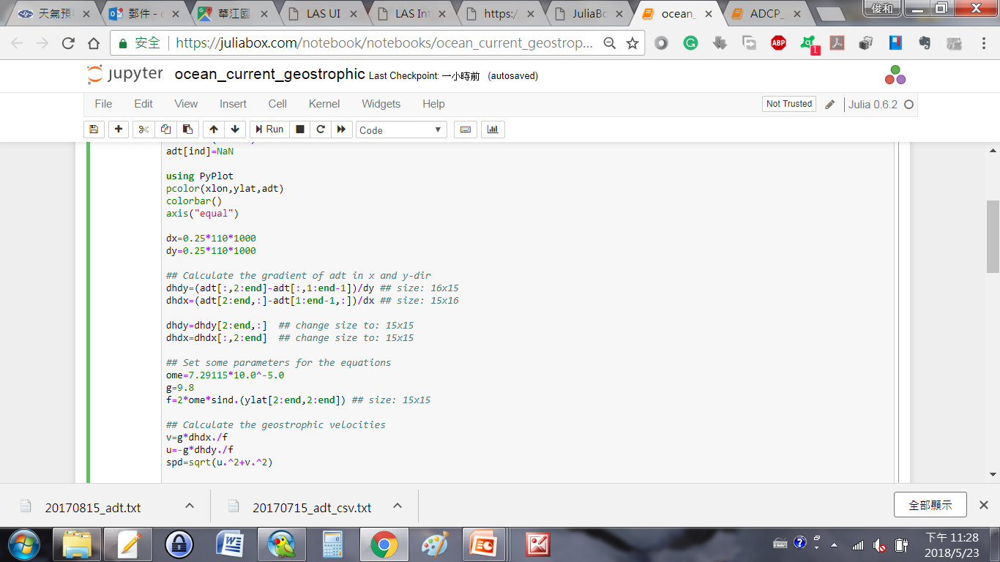 天氣預
郵件 - c
華江國
LAS UI
LAS Int
https:/
JuliaBo
ocean_
ADCP_
俊和
安全 https://juliabox.com/notebook/notebooks/ocean_current_geostrop...
ABP
1
jupyter ocean_current_geostrophic Last Checkpoint: 一小時前 (autosaved)
File Edit View Insert Cell Kernel Widgets Help Not Trusted Julia 0.6.2
Run Code
adt[ind]=NaN
using PyPlot
pcolor(xlon,ylat,adt)
colorbar()
axis("equal")
dx=0.25*110*1000
dy=0.25*110*1000
## Calculate the gradient of adt in x and y-dir
dhdy=(adt[:,2:end]-adt[:,1:end-1])/dy ## size: 16x15
dhdx=(adt[2:end,:]-adt[1:end-1,:])/dx ## size: 15x16
dhdy=dhdy[2:end,:]  ## change size to: 15x15
dhdx=dhdx[:,2:end]  ## change size to: 15x15
## Set some parameters for the equations
ome=7.29115*10.0^-5.0
g=9.8
f=2*ome*sind.(ylat[2:end,2:end]) ## size: 15x15
## Calculate the geostrophic velocities
v=g*dhdx./f
u=-g*dhdy./f
spd=sqrt(u.^2+v.^2)
20170815_adt.txt
20170715_adt_csv.txt
全部顯示
下午 11:28
2018/5/23